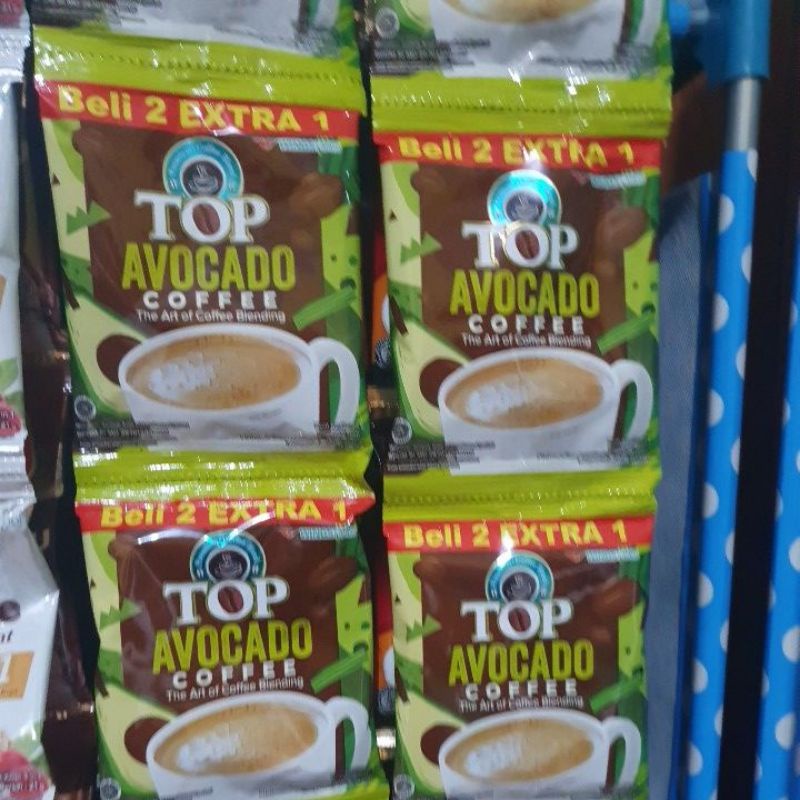 Beli 2 EXTRA 1
TOP
AVOCADO
COFFEE
The Art of Coffee Blending
Beli 2 EXTRA 1
TOP
AVOCADO
COFFEE
The Art of Coffee Blending
Beli 2 EXTRA 1
TOP
AVOCADO
COFFEE
The Art of Coffee Blending
Beli 2 EXTRA 1
TOP
AVOCADO
COFFEE
The Art of Coffee Blending